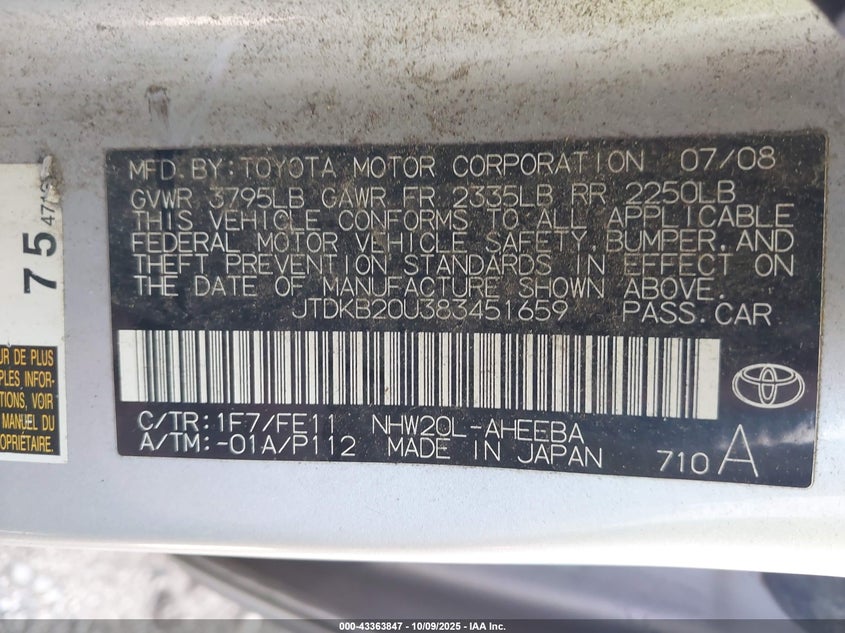 MFD.BY:TOYOTA MOTOR CORPORATION 07/08
GVWR 3795LB GAWR FR 2335LB RR 2250LB
THIS VEHICLE CONFORMS TO ALL APPLICABLE
FEDERAL MOTOR VEHICLE SAFETY,BUMPER,AND
THEFT PREVENTION STANDARDS IN EFFECT ON
THE DATE OF MANUFACTURE SHOWN ABOVE.
JTDKB20U383451659 PASS.CAR
C/TR:1F7/FE11 NHW20L-AHEEBA
A/TM:-01A/P112 MADE IN JAPAN 710A
75
UR DE PLUS
PLES INFOR-
TIONS, VOIR
MANUEL DU
PROPRIÉTAIRE.
000-43363847 - 10/09/2025 - IAA Inc.